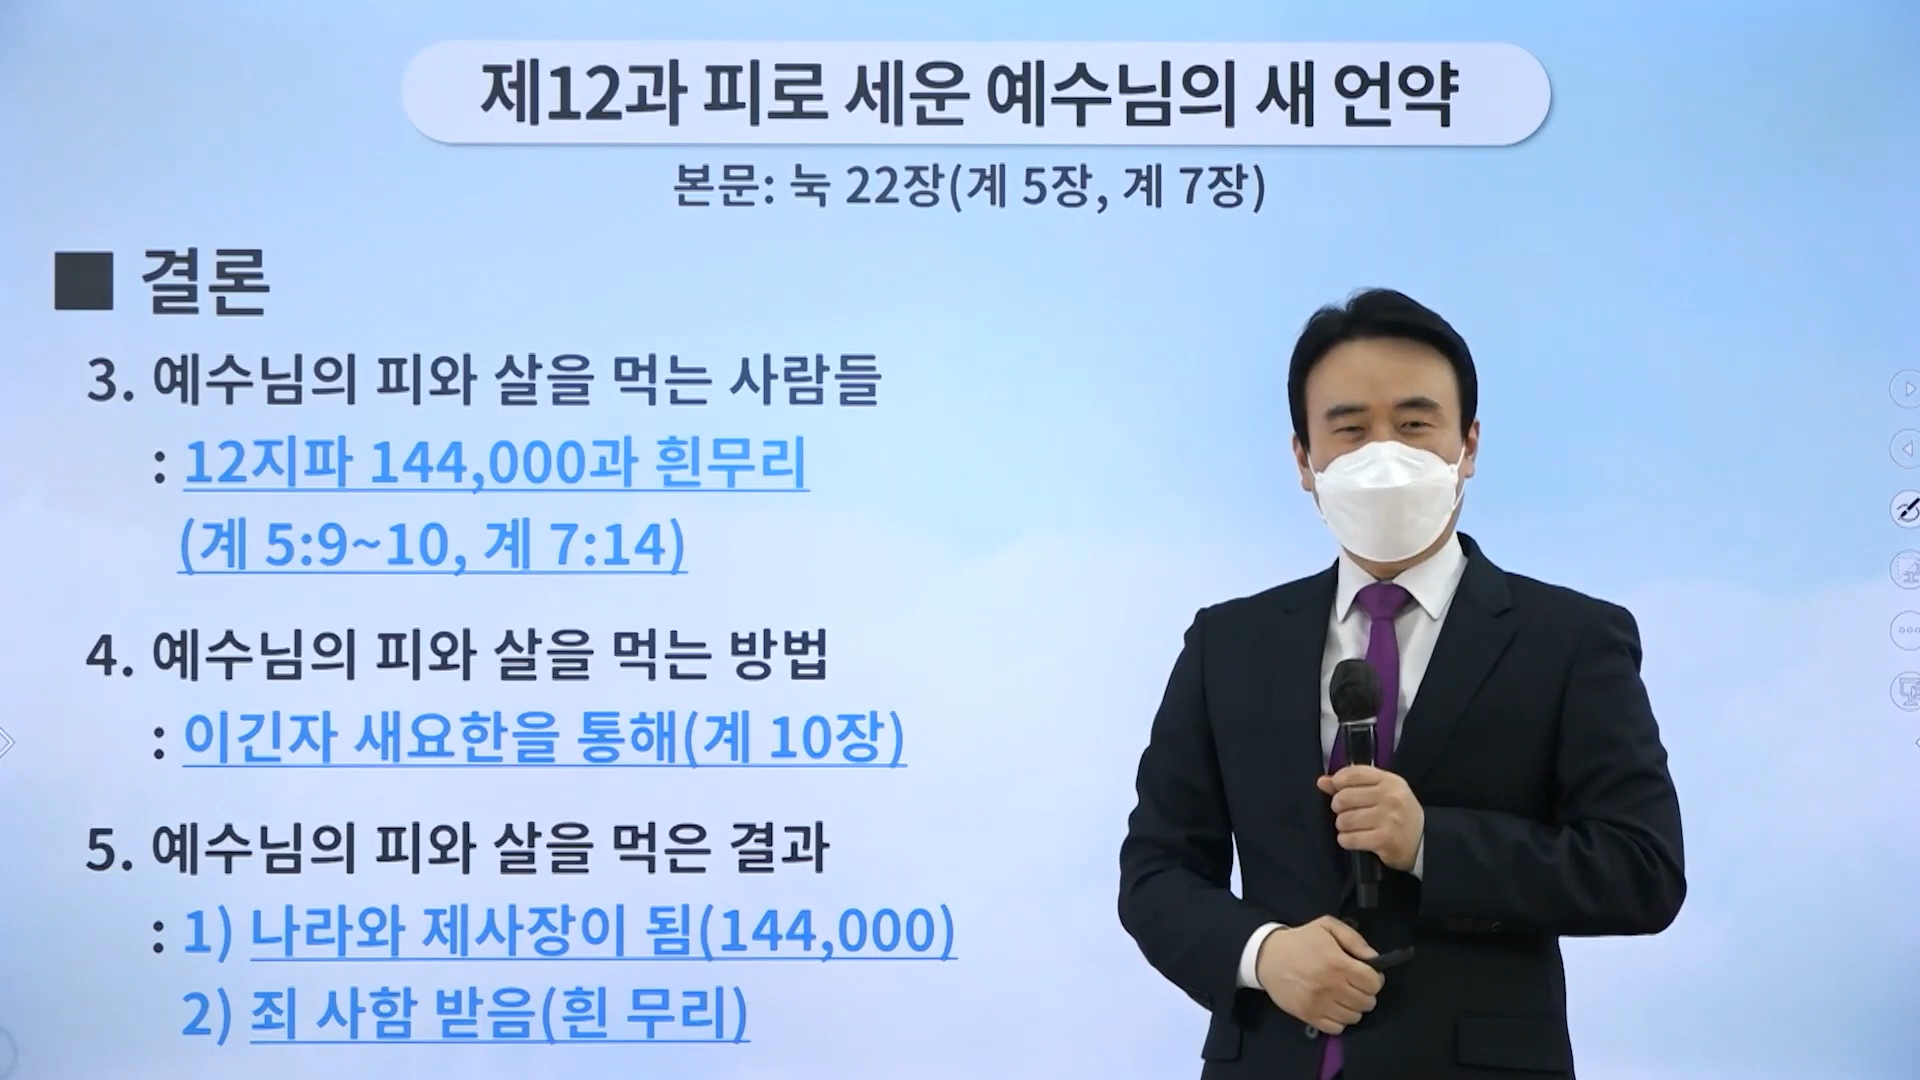 제12과 피로 세운 예수님의 새 언약
본문: 눅 22장(계 5장, 계 7장)
■ 결론
3. 예수님의 피와 살을 먹는 사람들
: 12지파 144,000과 흰무리
(계 5:9~10, 계 7:14)
4. 예수님의 피와 살을 먹는 방법
: 이긴자 새요한을 통해(계 10장)
5. 예수님의 피와 살을 먹은 결과
: 1) 나라와 제사장이 됨(144,000)
2) 죄 사함 받음(흰 무리)